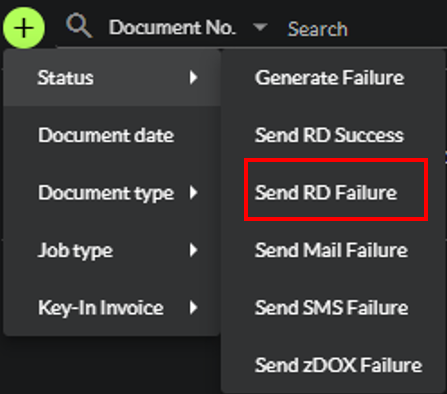 Document No. Search
Status
Document date
Document type
Job type
Key-In Invoice
Generate Failure
Send RD Success
Send RD Failure
Send Mail Failure
Send SMS Failure
Send zDOX Failure